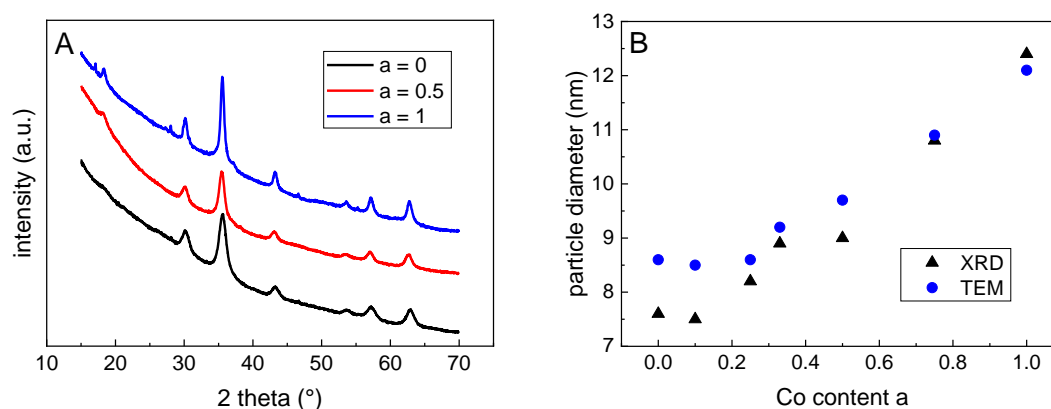 A
a = 0
a = 0.5
a = 1
intensity (a.u.)
10 20 30 40 50 60 70
2 theta (°)
B
13
12
11
10
9
8
7
particle diameter (nm)
XRD
TEM
0.0 0.2 0.4 0.6 0.8 1.0
Co content a